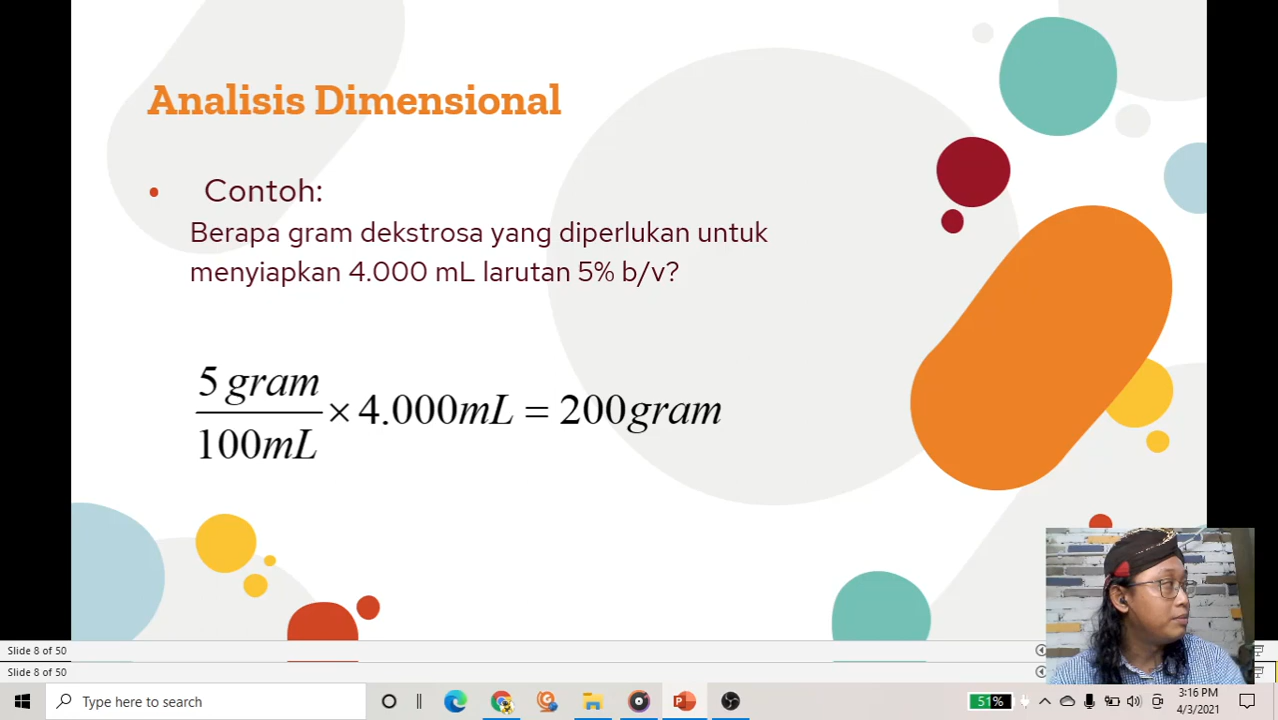 Analisis Dimensional
• Contoh:
Berapa gram dekstrosa yang diperlukan untuk
menyiapkan 4.000 mL larutan 5% b/v?
5 gram
100mL
× 4.000mL = 200gram
Slide 8 of 50
Slide 8 of 50
Type here to search
51%
3:16 PM
4/3/2021